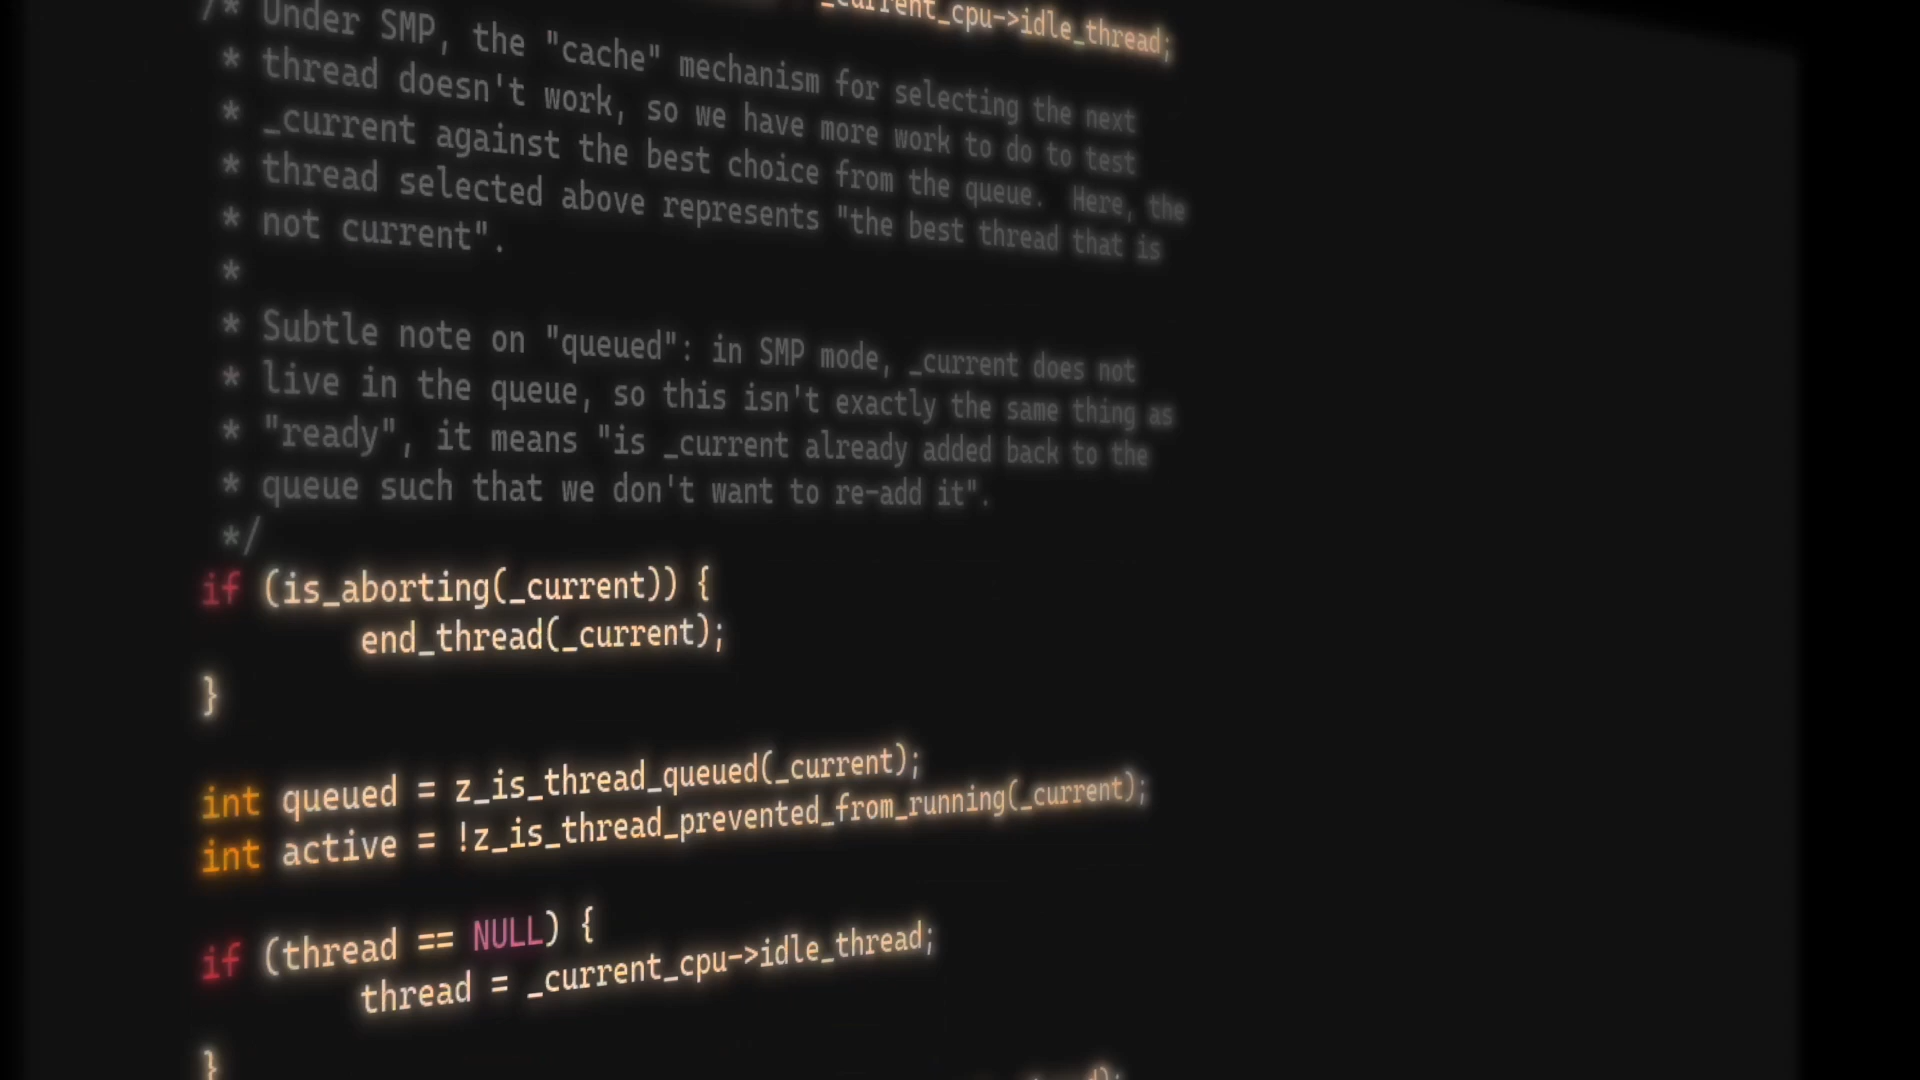 _current_cpu->idle_thread;
/* Under SMP, the "cache" mechanism for selecting the next
* thread doesn't work, so we have more work to do to test
* _current against the best choice from the queue.  Here, the
* thread selected above represents "the best thread that is
* not current".
*
* Subtle note on "queued": in SMP mode, _current does not
* live in the queue, so this isn't exactly the same thing as
* "ready", it means "is _current already added back to the
* queue such that we don't want to re-add it".
*/
if (is_aborting(_current)) {
end_thread(_current);
}
int queued = z_is_thread_queued(_current);
int active = !z_is_thread_prevented_from_running(_current);
if (thread == NULL) {
thread = _current_cpu->idle_thread;
}